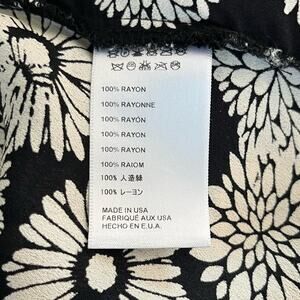 100% RAYON
100% RAYONNE
100% RAYON
100% RAYON
100% RAYON
100% RAIOM
100% 人造絲
100% レーヨン
MADE IN USA
FABRIQUÉ AUX USA
HECHO EN E.U.A.